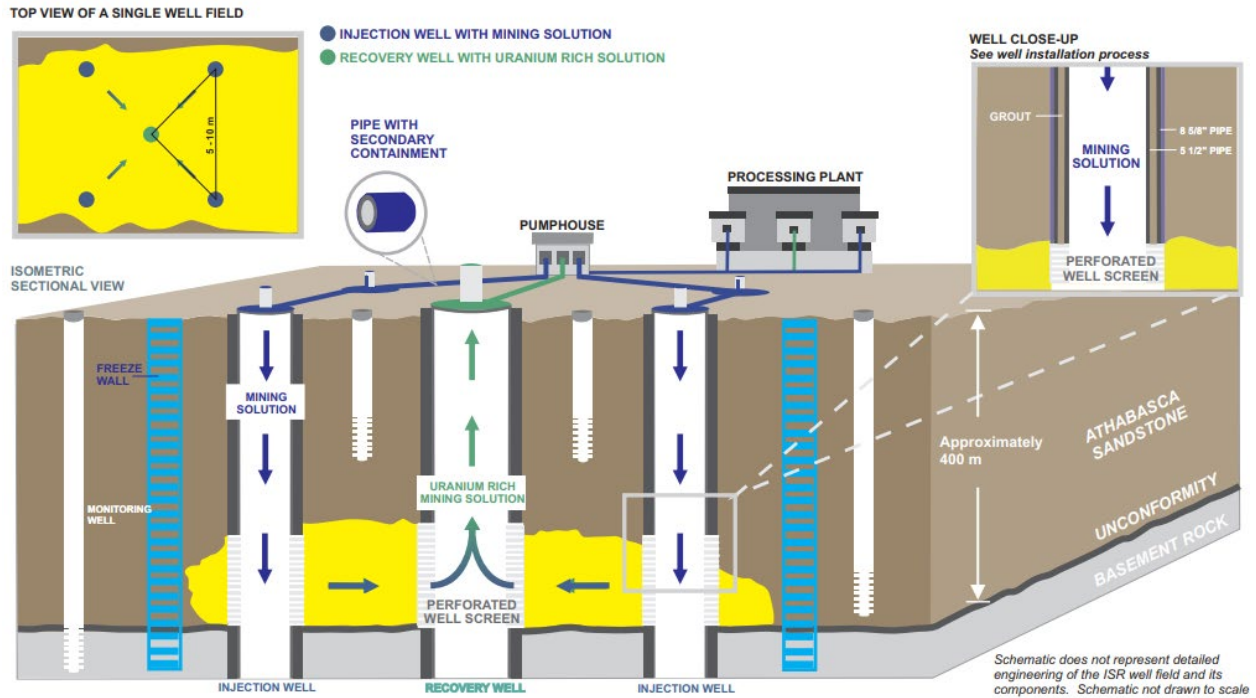 TOP VIEW OF A SINGLE WELL FIELD
INJECTION WELL WITH MINING SOLUTION
RECOVERY WELL WITH URANIUM RICH SOLUTION
5 - 10 m
WELL CLOSE-UP
See well installation process
GROUT
MINING
SOLUTION
8 5/8" PIPE
5 1/2" PIPE
PERFORATED
WELL SCREEN
PIPE WITH
SECONDARY
CONTAINMENT
PUMPHOUSE
PROCESSING PLANT
ISOMETRIC
SECTIONAL VIEW
FREEZE
WALL
MINING
SOLUTION
URANIUM RICH
MINING SOLUTION
MONITORING
WELL
PERFORATED
WELL SCREEN
Approximately
400 m
ATHABASCA
SANDSTONE
UNCONFORMITY
BASEMENT ROCK
INJECTION WELL
RECOVERY WELL
INJECTION WELL
Schematic does not represent detailed
engineering of the ISR well field and its
components. Schematic not drawn to scale